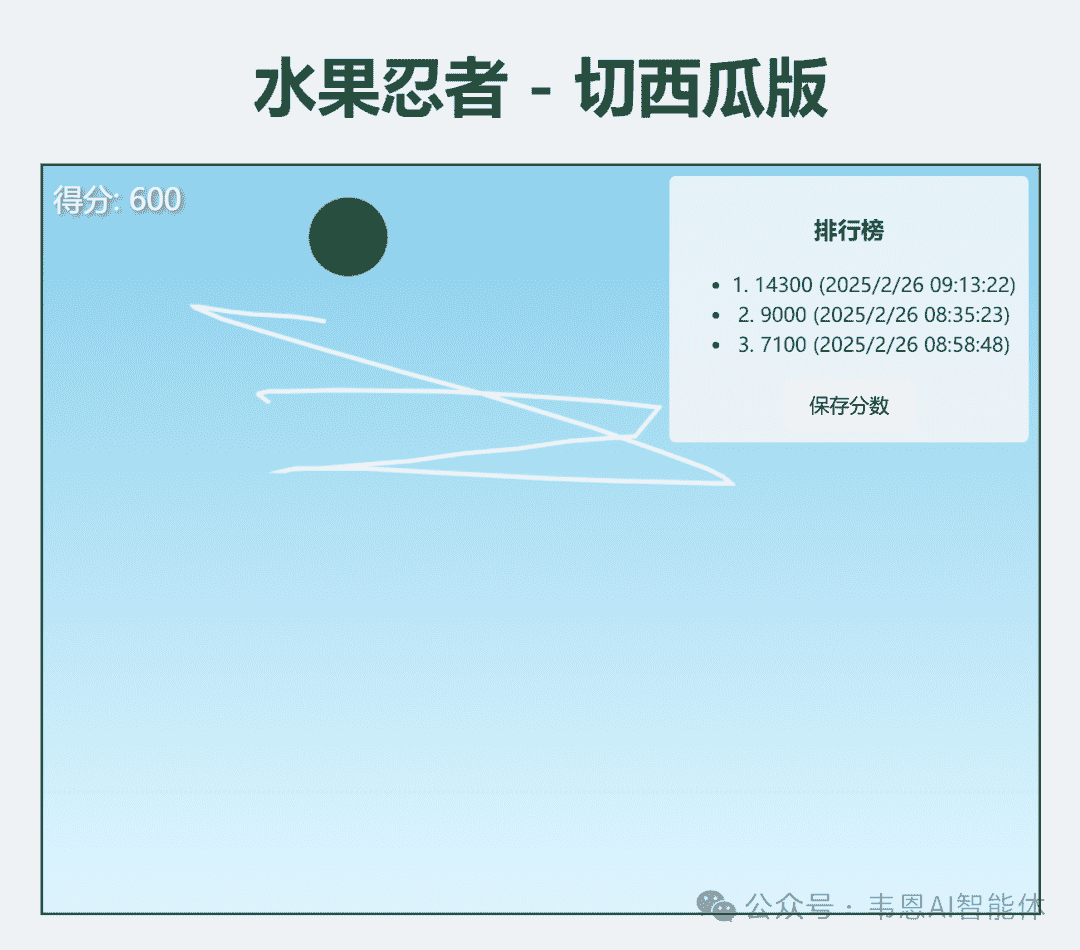 水果忍者 - 切西瓜版
得分: 600
排行榜
1. 14300 (2025/2/26 09:13:22)
2. 9000 (2025/2/26 08:35:23)
3. 7100 (2025/2/26 08:58:48)
保存分数
公众号 · 韦恩AI智能体